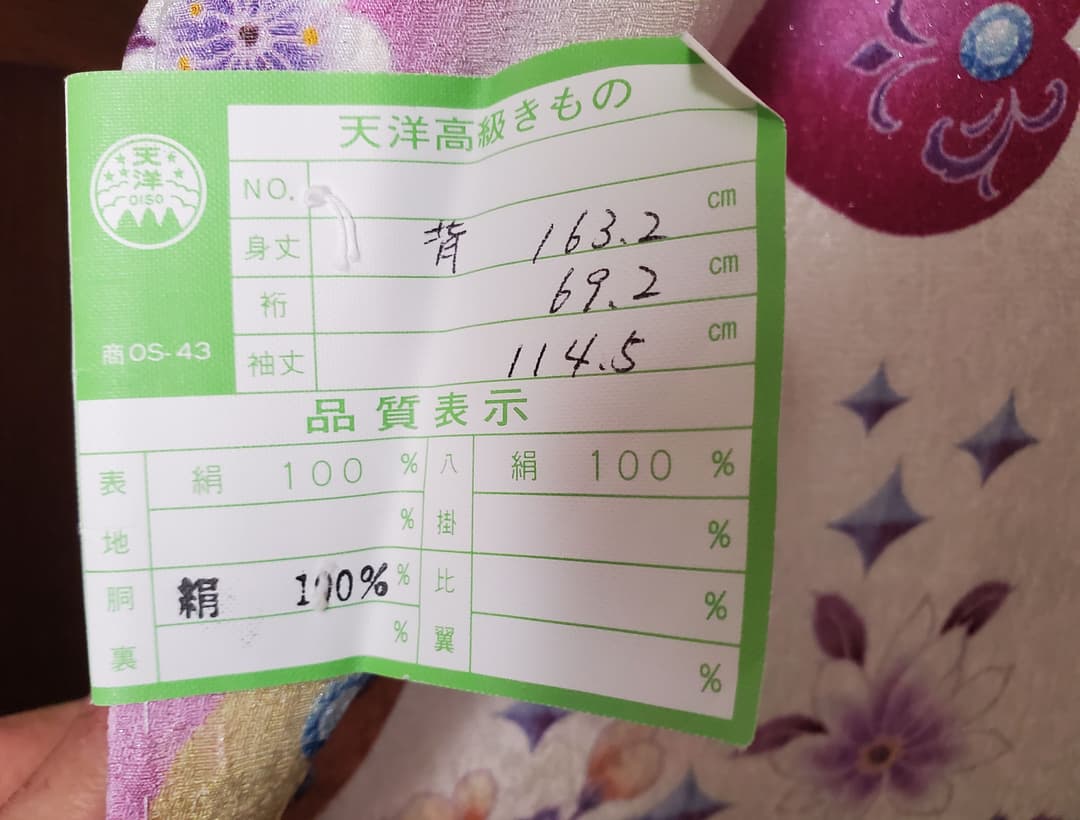 天洋高級きもの
天洋
OISO
NO.
身丈 背 163.2 cm
裄 69.2 cm
袖丈 114.5 cm
商OS-43
品質表示
表地 絹 100 % 八掛 絹 100 %
% %
胴裏 絹 100% % 比翼 %
% %